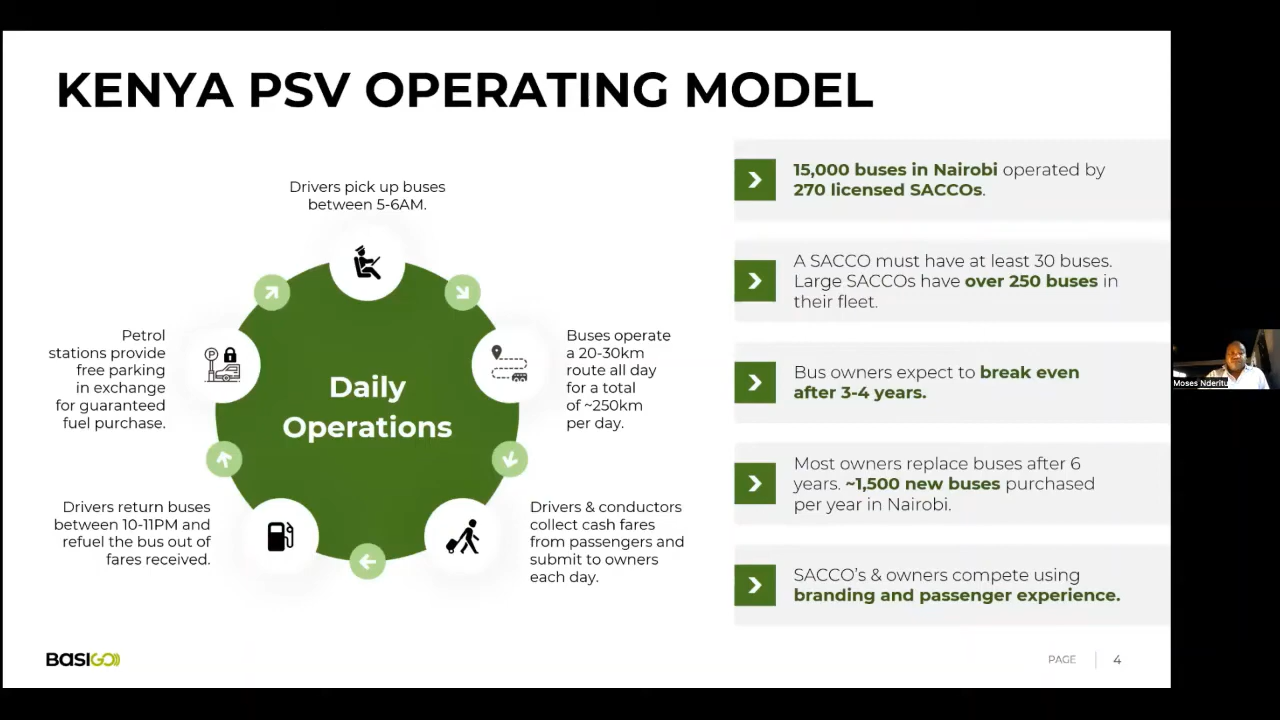 KENYA PSV OPERATING MODEL
Drivers pick up buses
between 5-6AM.
Buses operate
a 20-30km
route all day
for a total
of ~250km
per day.
Drivers & conductors
collect cash fares
from passengers and
submit to owners
each day.
Drivers return buses
between 10-11PM and
refuel the bus out of
fares received.
Petrol
stations provide
free parking
in exchange
for guaranteed
fuel purchase.
P
Daily
Operations
15,000 buses in Nairobi operated by
270 licensed SACCOs.
A SACCO must have at least 30 buses.
Large SACCOs have over 250 buses in
their fleet.
Bus owners expect to break even
after 3-4 years.
Most owners replace buses after 6
years. ~1,500 new buses purchased
per year in Nairobi.
SACCO's & owners compete using
branding and passenger experience.
BASIGO
PAGE 4
Moses Nderitu